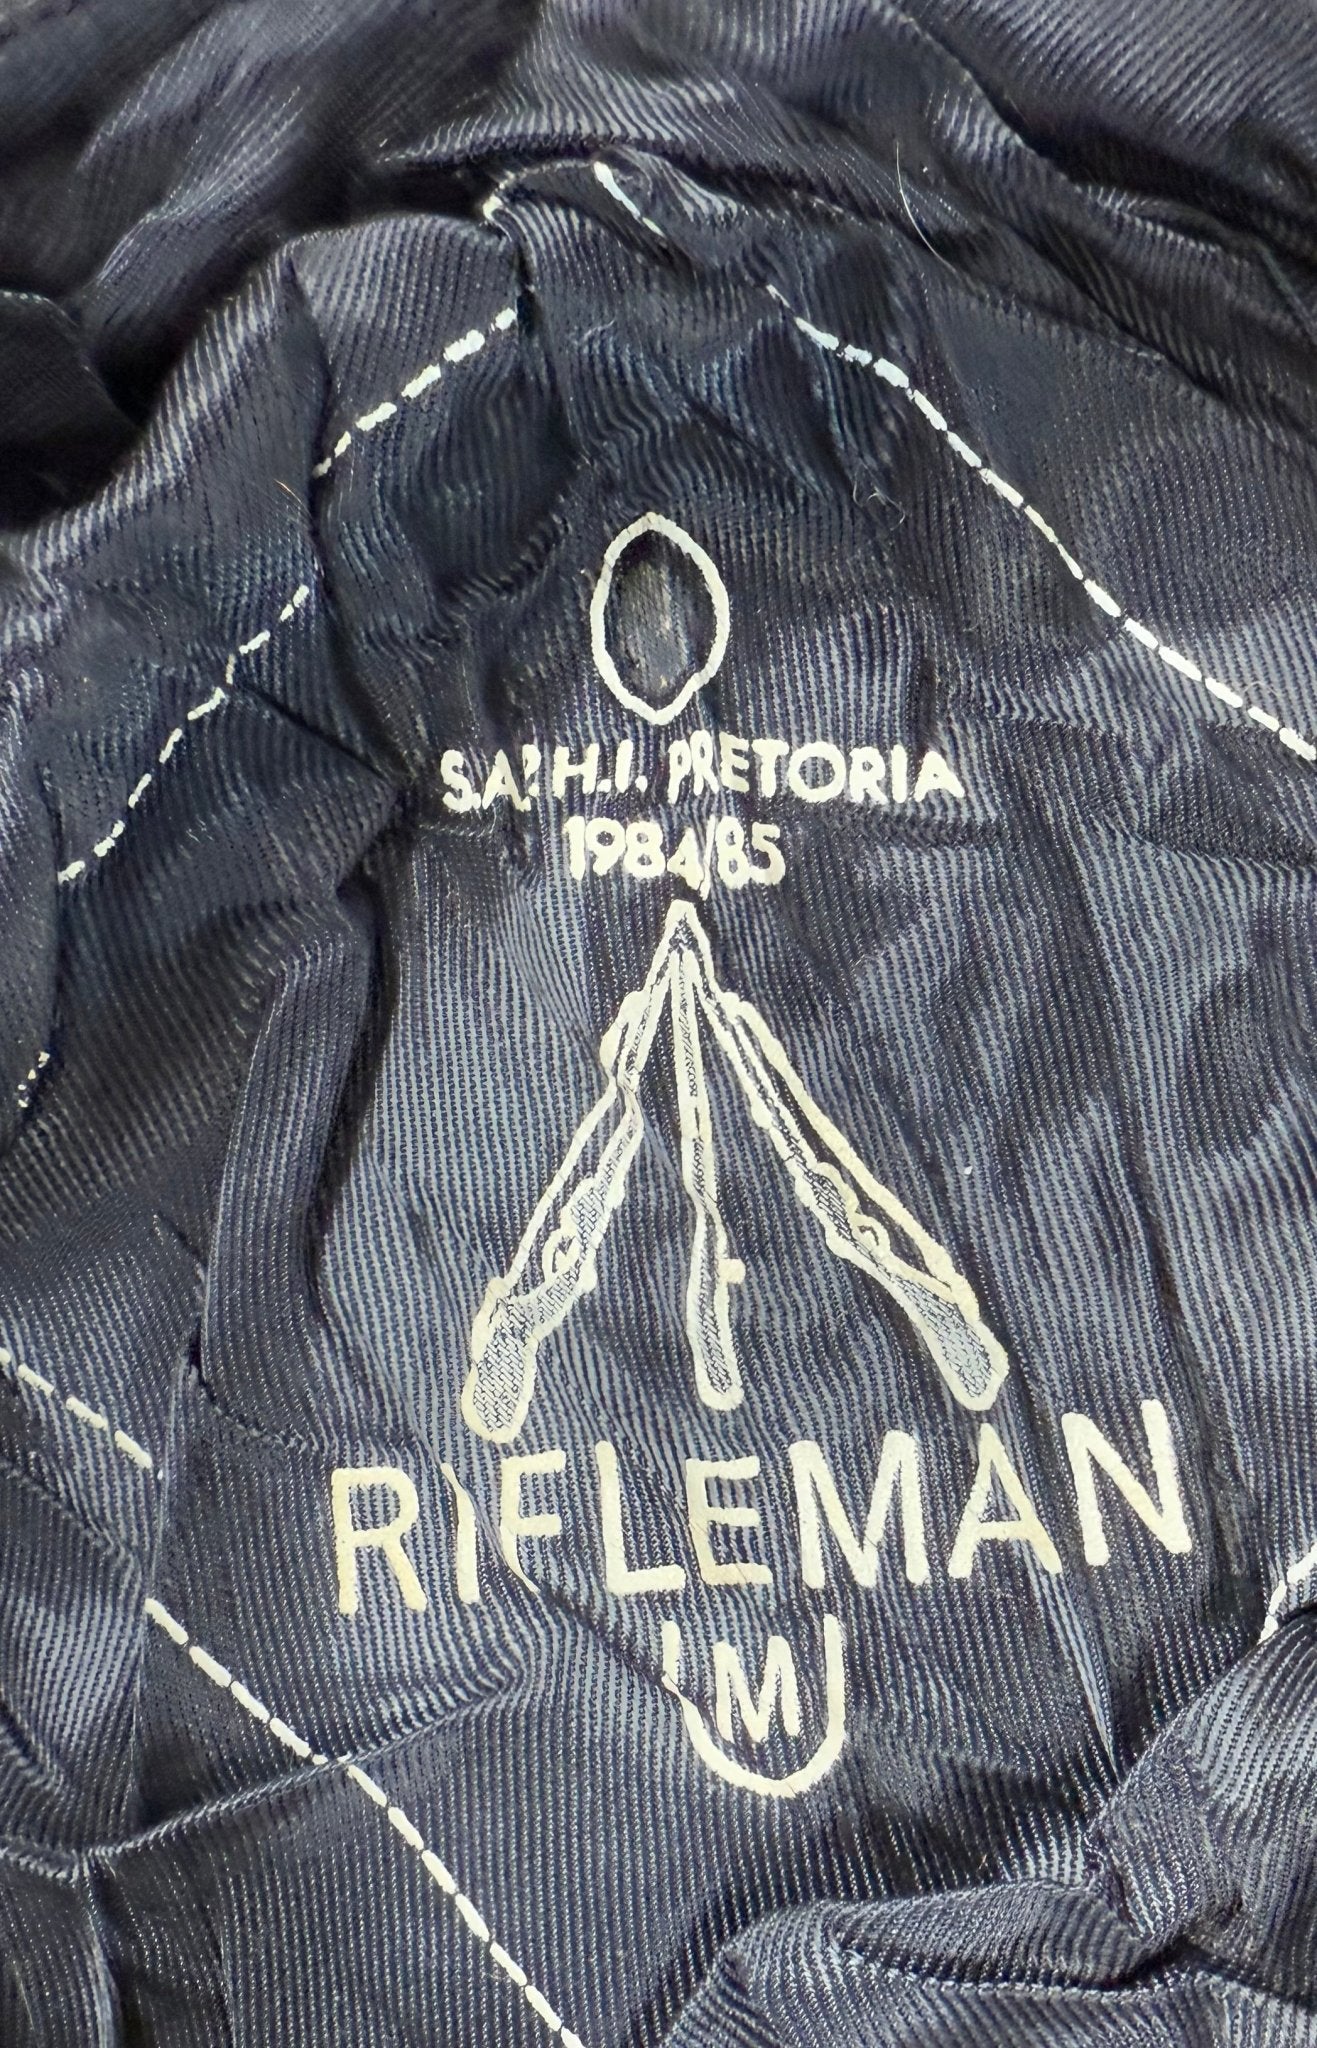 S.A.P.H.I. PRETORIA
1984/85
RIFLEMAN
M